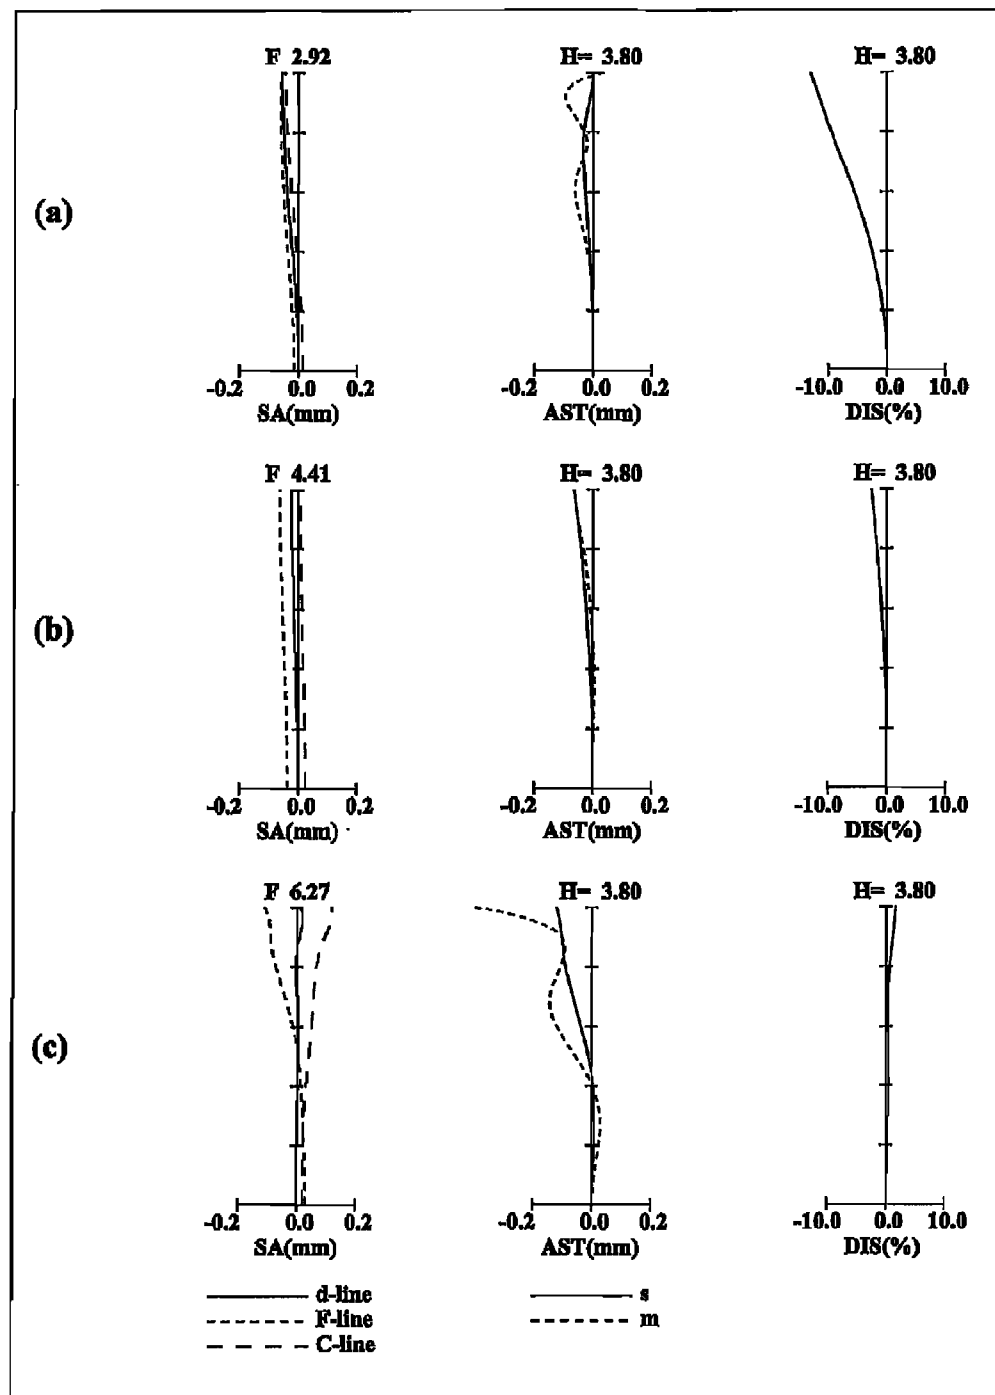 (a)
F 2.92
H= 3.80
H= 3.80
-0.2 0.0 0.2
SA(mm)
-0.2 0.0 0.2
AST(mm)
-10.0 0.0 10.0
DIS(%)
(b)
F 4.41
H= 3.80
H= 3.80
-0.2 0.0 0.2
SA(mm)
-0.2 0.0 0.2
AST(mm)
-10.0 0.0 10.0
DIS(%)
(c)
F 6.27
H= 3.80
H= 3.80
-0.2 0.0 0.2
SA(mm)
-0.2 0.0 0.2
AST(mm)
-10.0 0.0 10.0
DIS(%)
d-line
F-line
C-line
s
m